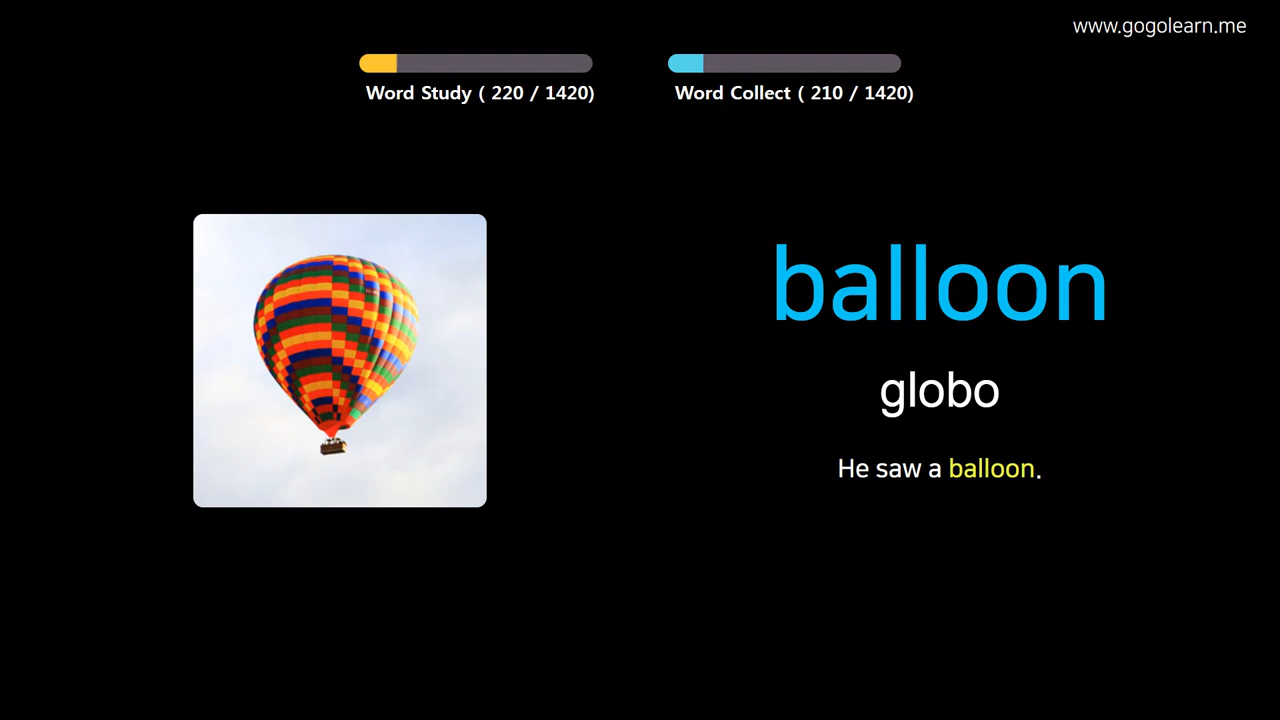 www.gogolearn.me
Word Study ( 220 / 1420)
Word Collect ( 210 / 1420)
balloon
globo
He saw a balloon.